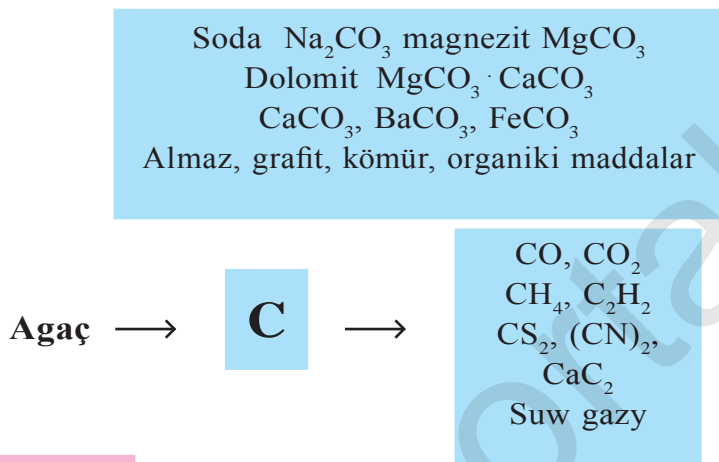 Soda Na₂CO₃ magnezit MgCO₃
Dolomit MgCO₃ · CaCO₃
CaCO₃, BaCO₃, FeCO₃
Almaz, grafit, kömür, organiki maddalar
CO, CO₂
CH₄, C₂H₂
Agaç ⟶ C ⟶
CS₂, (CN)₂,
CaC₂
Suw gazy